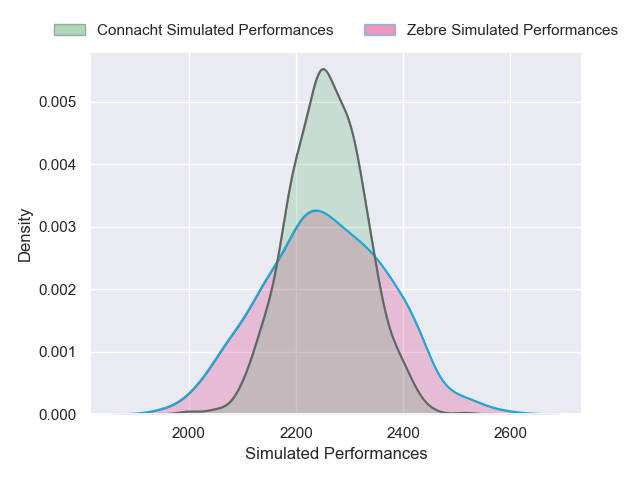 Connacht Simulated Performances
Zebre Simulated Performances
Density
0.005
0.004
0.003
0.002
0.001
0.000
2000 2200 2400 2600
Simulated Performances